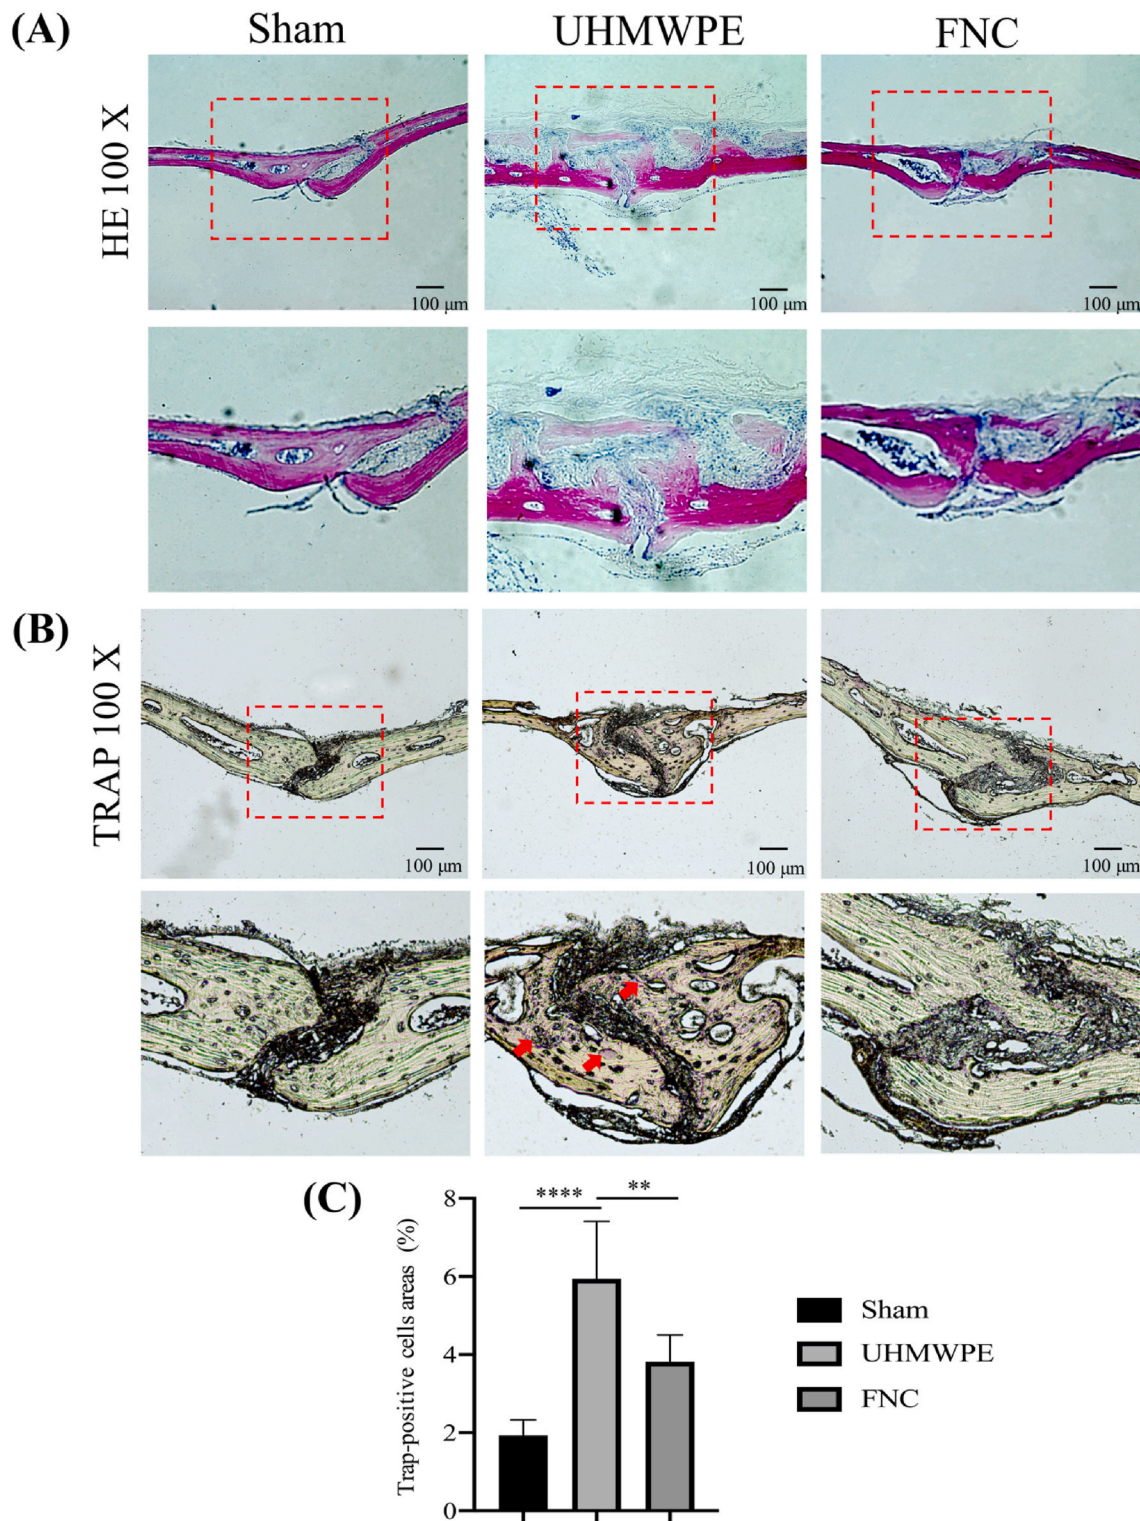 (A)
Sham
UHMWPE
FNC
HE 100 X
100 μm
100 μm
100 μm
(B)
TRAP 100 X
100 μm
100 μm
100 μm
(C)
Trap-positive cells areas (%)
8
6
4
2
0
****
**
Sham
UHMWPE
FNC